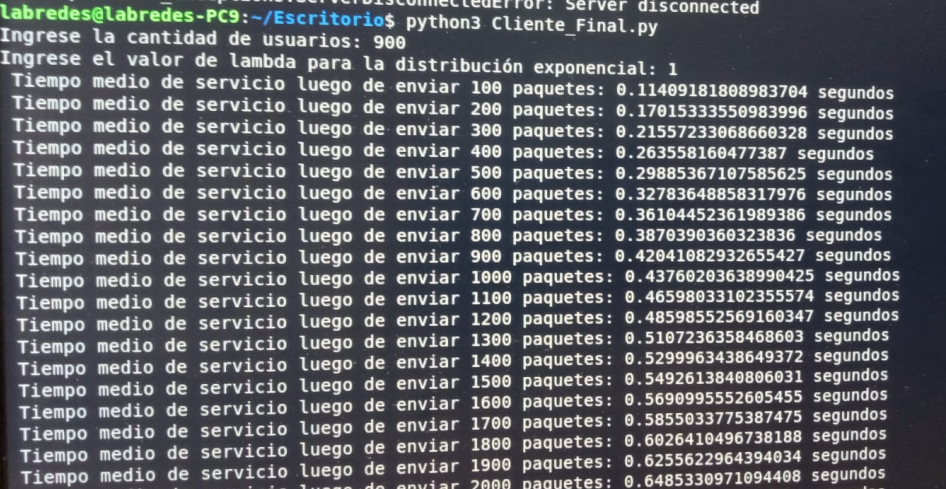 ServerDisconnectedError: Server disconnected
labredes@labredes-PC9:~/Escritorio$ python3 Cliente_Final.py
Ingrese la cantidad de usuarios: 900
Ingrese el valor de lambda para la distribución exponencial: 1
Tiempo medio de servicio luego de enviar 100 paquetes: 0.11409181808983704 segundos
Tiempo medio de servicio luego de enviar 200 paquetes: 0.17015333550983996 segundos
Tiempo medio de servicio luego de enviar 300 paquetes: 0.21557233068660328 segundos
Tiempo medio de servicio luego de enviar 400 paquetes: 0.263558160477387 segundos
Tiempo medio de servicio luego de enviar 500 paquetes: 0.29885367107585625 segundos
Tiempo medio de servicio luego de enviar 600 paquetes: 0.32783648858317976 segundos
Tiempo medio de servicio luego de enviar 700 paquetes: 0.36104452361989386 segundos
Tiempo medio de servicio luego de enviar 800 paquetes: 0.3870390360323836 segundos
Tiempo medio de servicio luego de enviar 900 paquetes: 0.42041082932655427 segundos
Tiempo medio de servicio luego de enviar 1000 paquetes: 0.43760203638990425 segundos
Tiempo medio de servicio luego de enviar 1100 paquetes: 0.46598033102355574 segundos
Tiempo medio de servicio luego de enviar 1200 paquetes: 0.48598552569160347 segundos
Tiempo medio de servicio luego de enviar 1300 paquetes: 0.5107236358468603 segundos
Tiempo medio de servicio luego de enviar 1400 paquetes: 0.5299963438649372 segundos
Tiempo medio de servicio luego de enviar 1500 paquetes: 0.5492613840806031 segundos
Tiempo medio de servicio luego de enviar 1600 paquetes: 0.5690995552605455 segundos
Tiempo medio de servicio luego de enviar 1700 paquetes: 0.5855033775387475 segundos
Tiempo medio de servicio luego de enviar 1800 paquetes: 0.6026410496738188 segundos
Tiempo medio de servicio luego de enviar 1900 paquetes: 0.6255622964394034 segundos
Tiempo medio de servicio luego de enviar 2000 paquetes: 0.6485330971094408 segundos